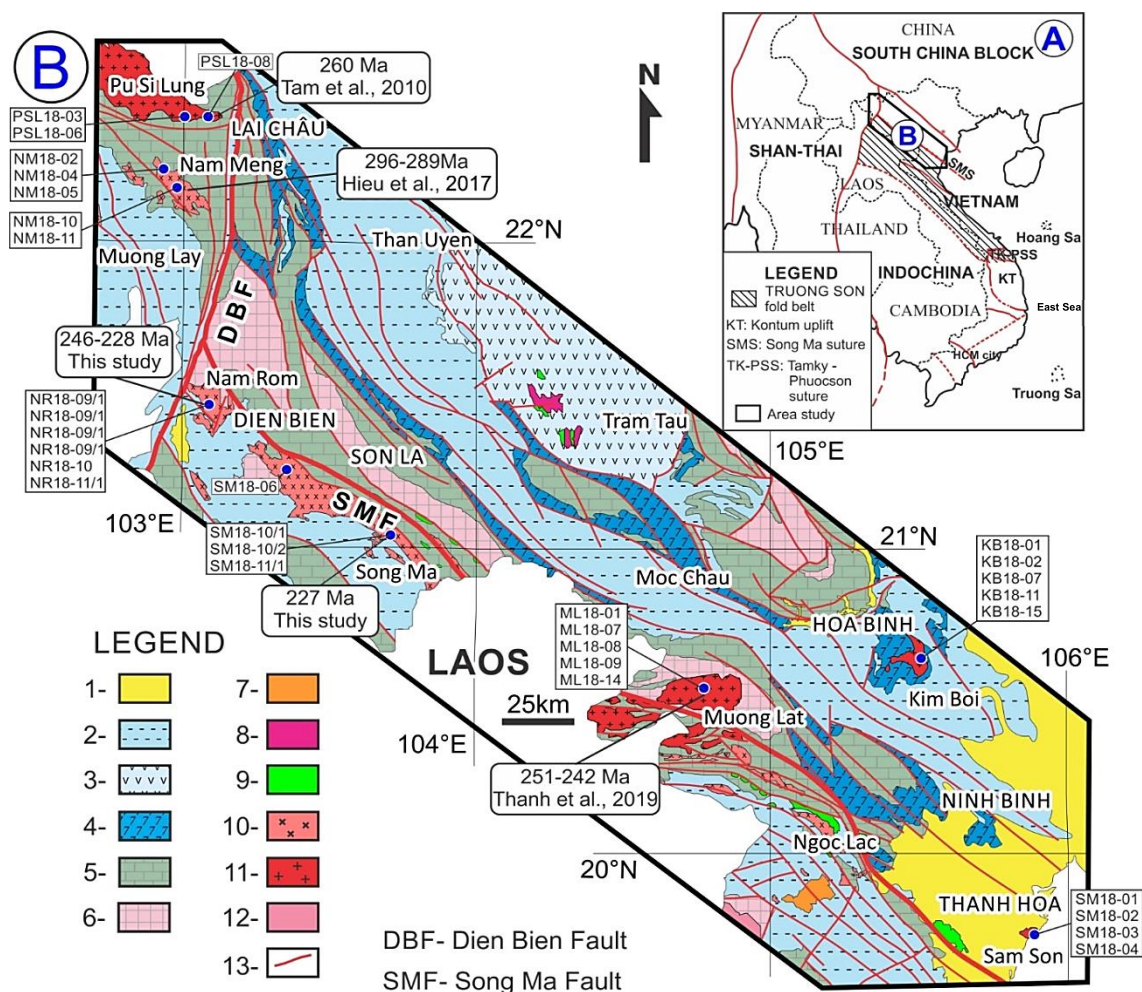 B
PSL18-08
260 Ma
Tam et al., 2010
Pu Si Lung
PSL18-03
PSL18-06
LAI CHÂU
NM18-02
NM18-04
NM18-05
Nam Meng
296-289Ma
Hieu et al., 2017
NM18-10
NM18-11
Muong Lay
Than Uyen
22°N
N
DBF
246-228 Ma
This study
Nam Rom
NR18-09/1
NR18-09/1
NR18-09/1
NR18-09/1
NR18-10
NR18-11/1
DIEN BIEN
SON LA
Tram Tau
105°E
SM18-06
SMF
103°E
SM18-10/1
SM18-10/2
SM18-11/1
Song Ma
21°N
Moc Chau
227 Ma
This study
KB18-01
KB18-02
KB18-07
KB18-11
KB18-15
HOA BINH
ML18-01
ML18-07
ML18-08
ML18-09
ML18-14
LAOS
106°E
Kim Boi
25km
Muong Lat
104°E
251-242 Ma
Thanh et al., 2019
NINH BINH
Ngoc Lac
20°N
THANH HOA
SM18-01
SM18-02
SM18-03
SM18-04
Sam Son
LEGEND
1-
2-
3-
4-
5-
6-
7-
8-
9-
10-
11-
12-
13-
DBF- Dien Bien Fault
SMF- Song Ma Fault
A
CHINA
SOUTH CHINA BLOCK
MYANMAR
SHAN-THAI
B
SMS
LAOS
VIETNAM
THAILAND
Hoang Sa
TK-PSS
KT
INDOCHINA
CAMBODIA
East Sea
HCM city
Truong Sa
LEGEND
TRUONG SON
fold belt
KT: Kontum uplift
SMS: Song Ma suture
TK-PSS: Tamky -
Phuocson
suture
Area study